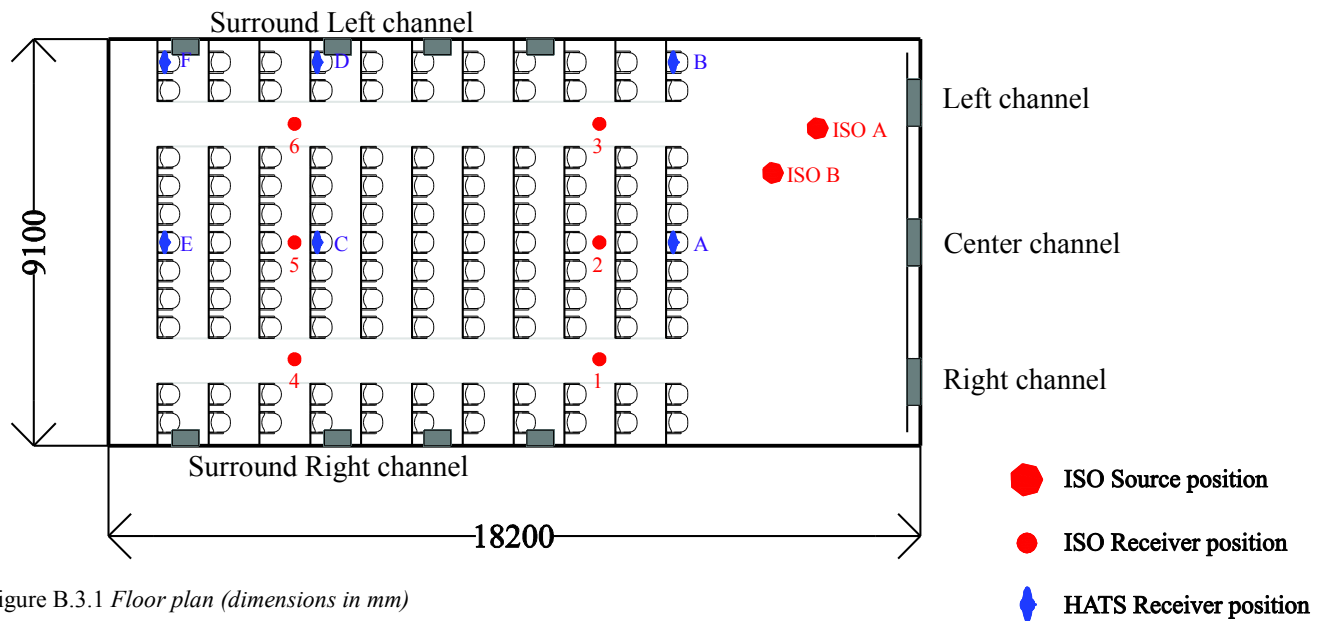 Surround Left channel
F
D
B
Left channel
6
3
ISO A
ISO B
9100
E
5
C
2
A
Center channel
4
1
Right channel
Surround Right channel
ISO Source position
18200
ISO Receiver position
igure B.3.1 Floor plan (dimensions in mm)
HATS Receiver position